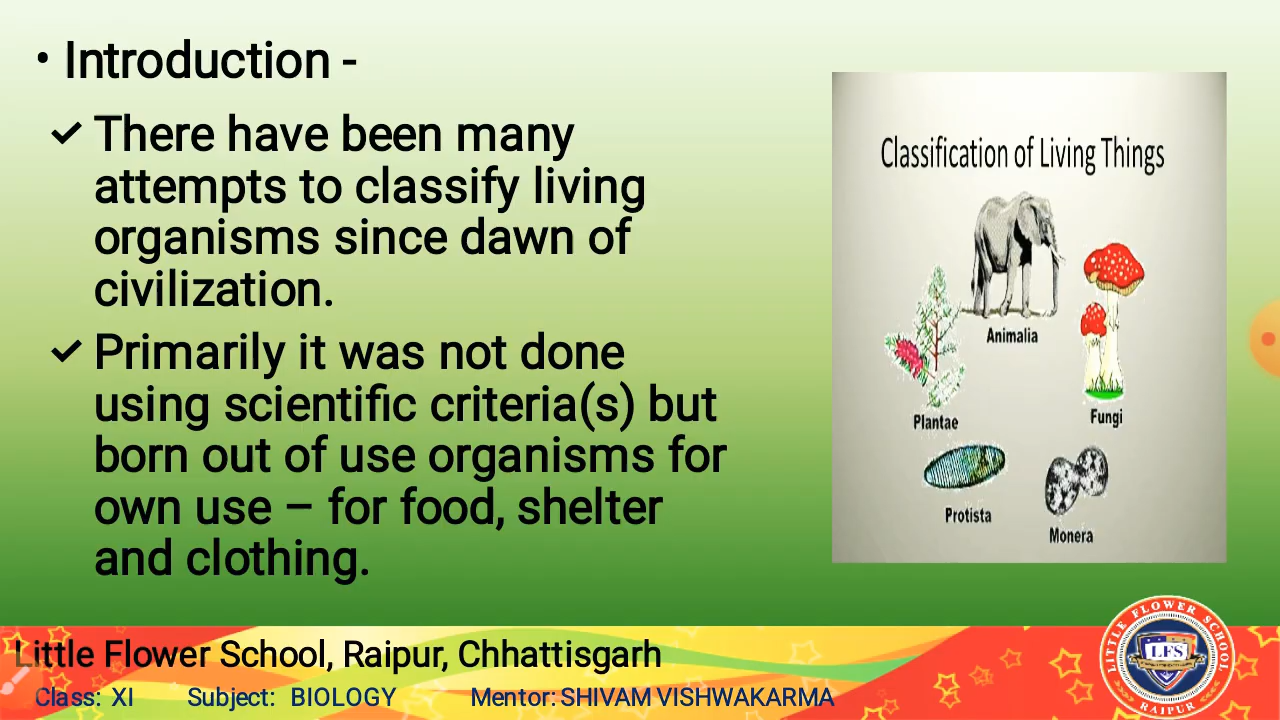 • Introduction -
✓ There have been many
attempts to classify living
organisms since dawn of
civilization.
✓ Primarily it was not done
using scientific criteria(s) but
born out of use organisms for
own use – for food, shelter
and clothing.
Classification of Living Things
Animalia
Plantae
Fungi
Protista
Monera
Little Flower School, Raipur, Chhattisgarh
Class: XI Subject: BIOLOGY Mentor: SHIVAM VISHWAKARMA
LITTLE FLOWER SCHOOL
LFS
RAIPUR